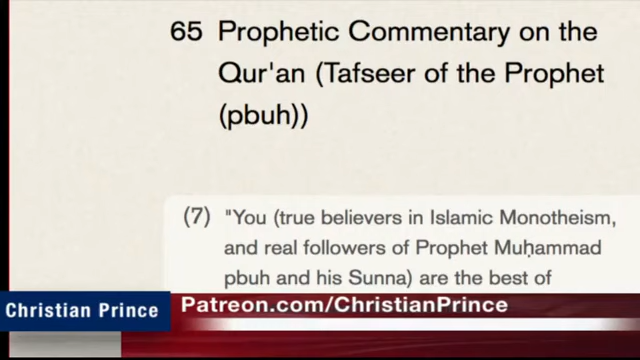 65 Prophetic Commentary on the
Qur'an (Tafseer of the Prophet
(pbuh))
(7) "You (true believers in Islamic Monotheism,
and real followers of Prophet Muḥammad
pbuh and his Sunna) are the best of
Christian Prince
Patreon.com/ChristianPrince